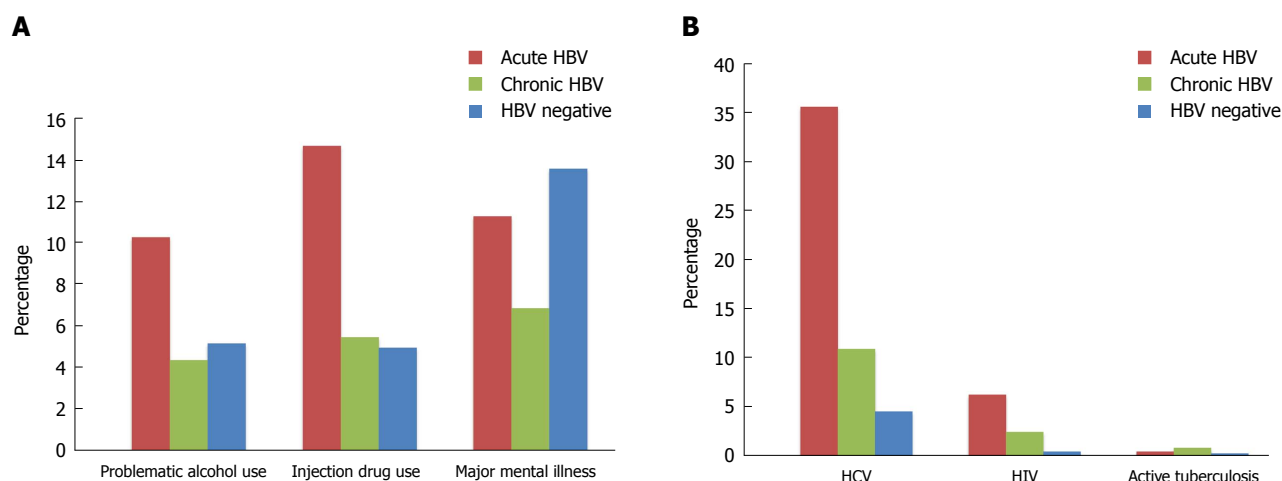 A
Acute HBV
Chronic HBV
HBV negative
Percentage
16
14
12
10
8
6
4
2
0
Problematic alcohol use
Injection drug use
Major mental illness
B
Acute HBV
Chronic HBV
HBV negative
Percentage
40
35
30
25
20
15
10
5
0
HCV
HIV
Active tuberculosis